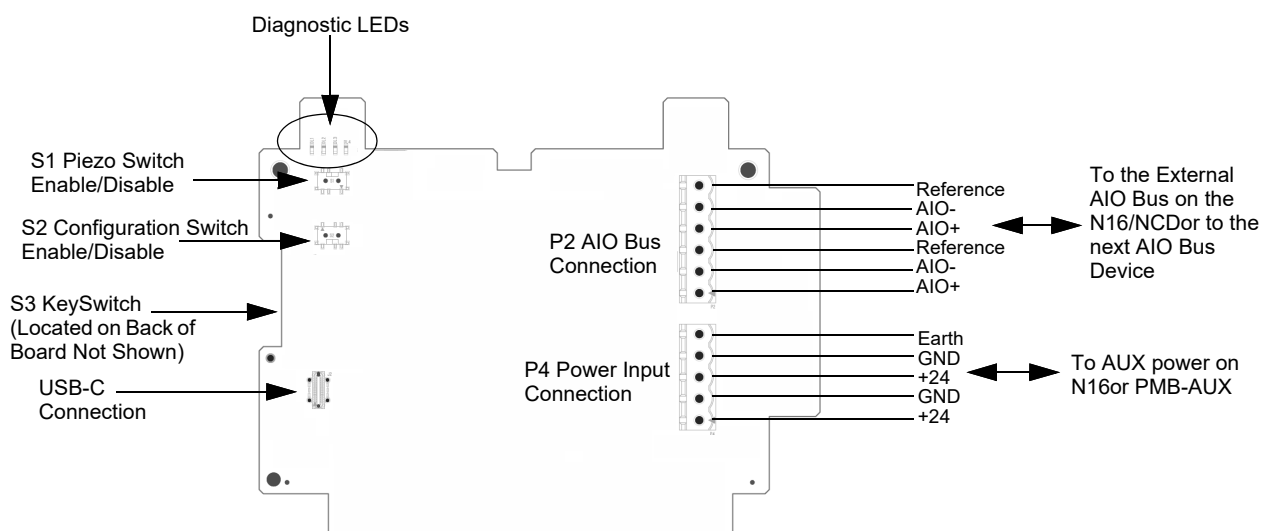 Diagnostic LEDs
S1 Piezo Switch
Enable/Disable
S2 Configuration Switch
Enable/Disable
S3 KeySwitch
(Located on Back of
Board Not Shown)
USB-C
Connection
P2 AIO Bus
Connection
Reference
AIO-
AIO+
Reference
AIO-
AIO+
To the External
AIO Bus on the
N16/NCDor to the
next AIO Bus
Device
P4 Power Input
Connection
Earth
GND
+24
GND
+24
To AUX power on
N16or PMB-AUX